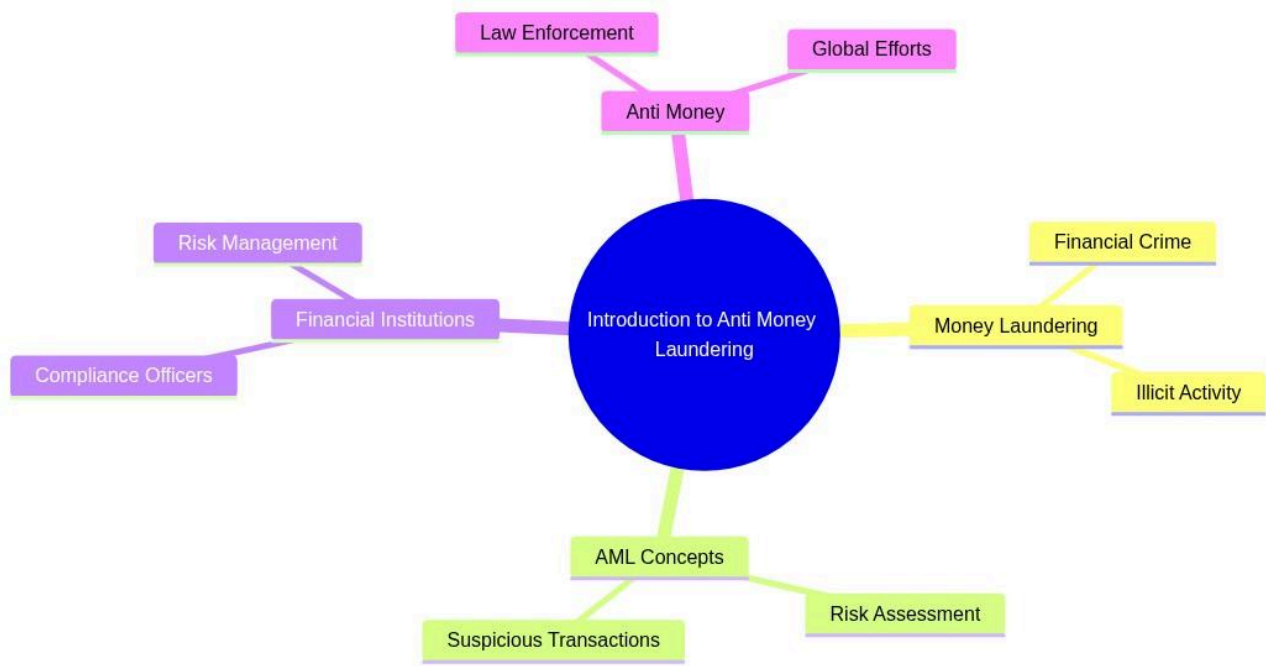 Law Enforcement
Global Efforts
Anti Money
Risk Management
Financial Institutions
Compliance Officers
Introduction to Anti Money
Laundering
Financial Crime
Money Laundering
Illicit Activity
AML Concepts
Suspicious Transactions
Risk Assessment